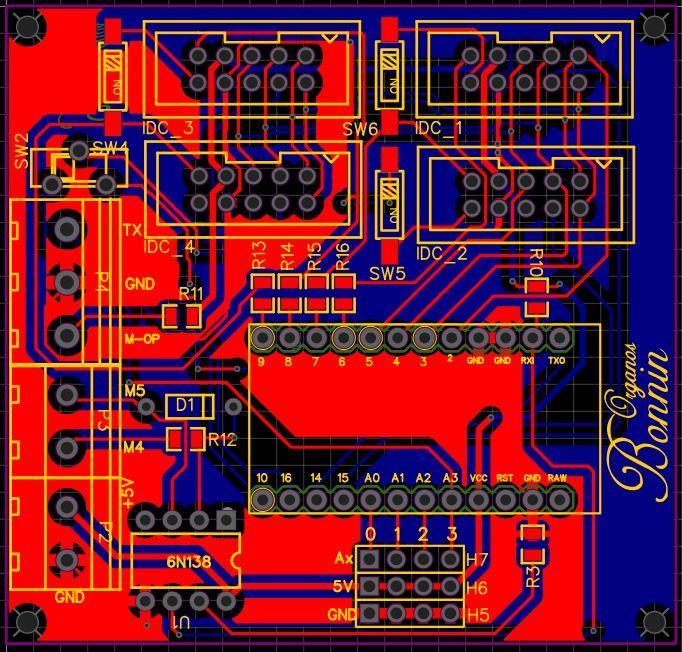 ON
ON
IDC_3
SW6
IDC_1
SW2
SW4
ON
IDC_4
IDC_2
SW5
TX
R13
R14
R15
R16
R10
GND
P4
R11
M-OP
9 8 7 6 5 4 3 2 GND GND RXI TXO
Organos
Bonnin
M5
P3
D1
M4
R12
10 16 14 15 A0 A1 A2 A3 VCC RST GND RAW
+5V
P2
0 1 2 3
6N138
Ax
H7
5V
H6
R3
GND
GND
H5
U1